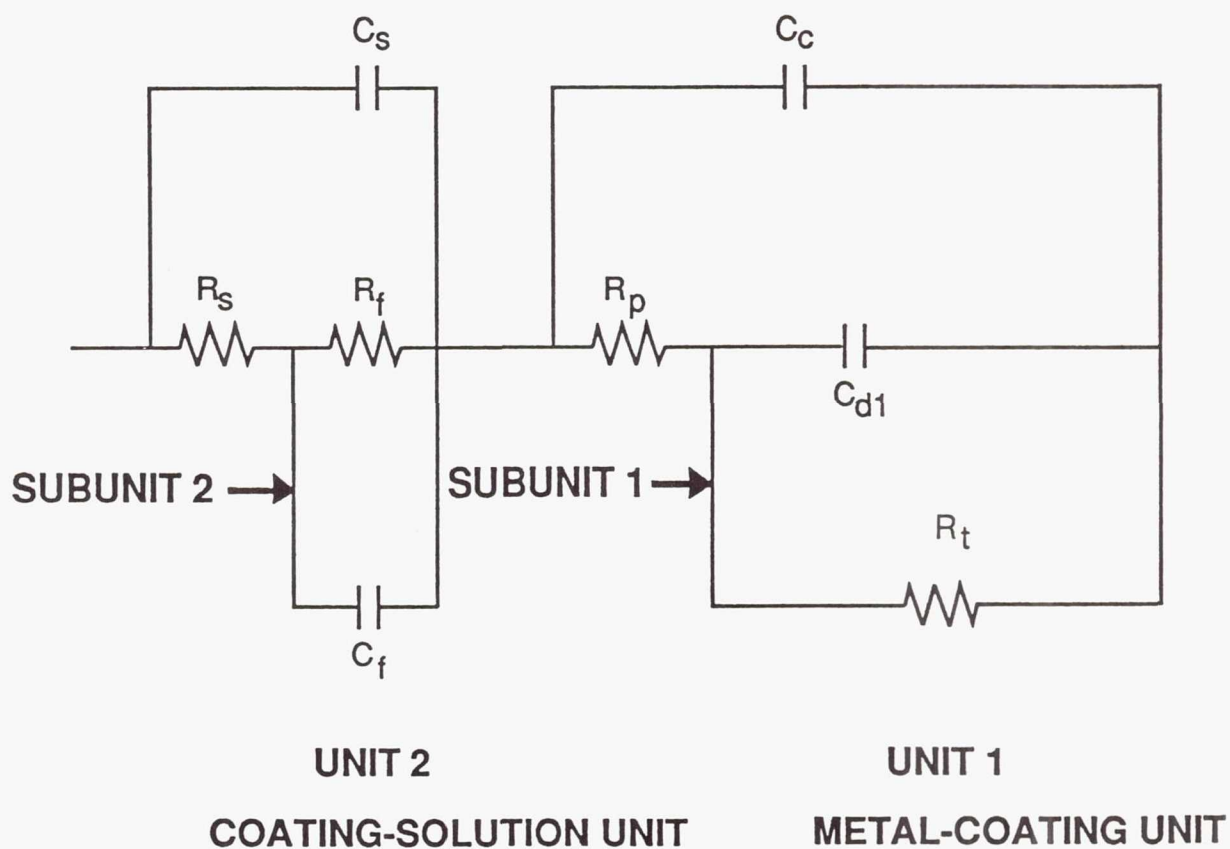 Cs
Cc
Rs
Rf
Rp
Cd1
SUBUNIT 2
SUBUNIT 1
Rt
Cf
UNIT 2
UNIT 1
COATING-SOLUTION UNIT
METAL-COATING UNIT